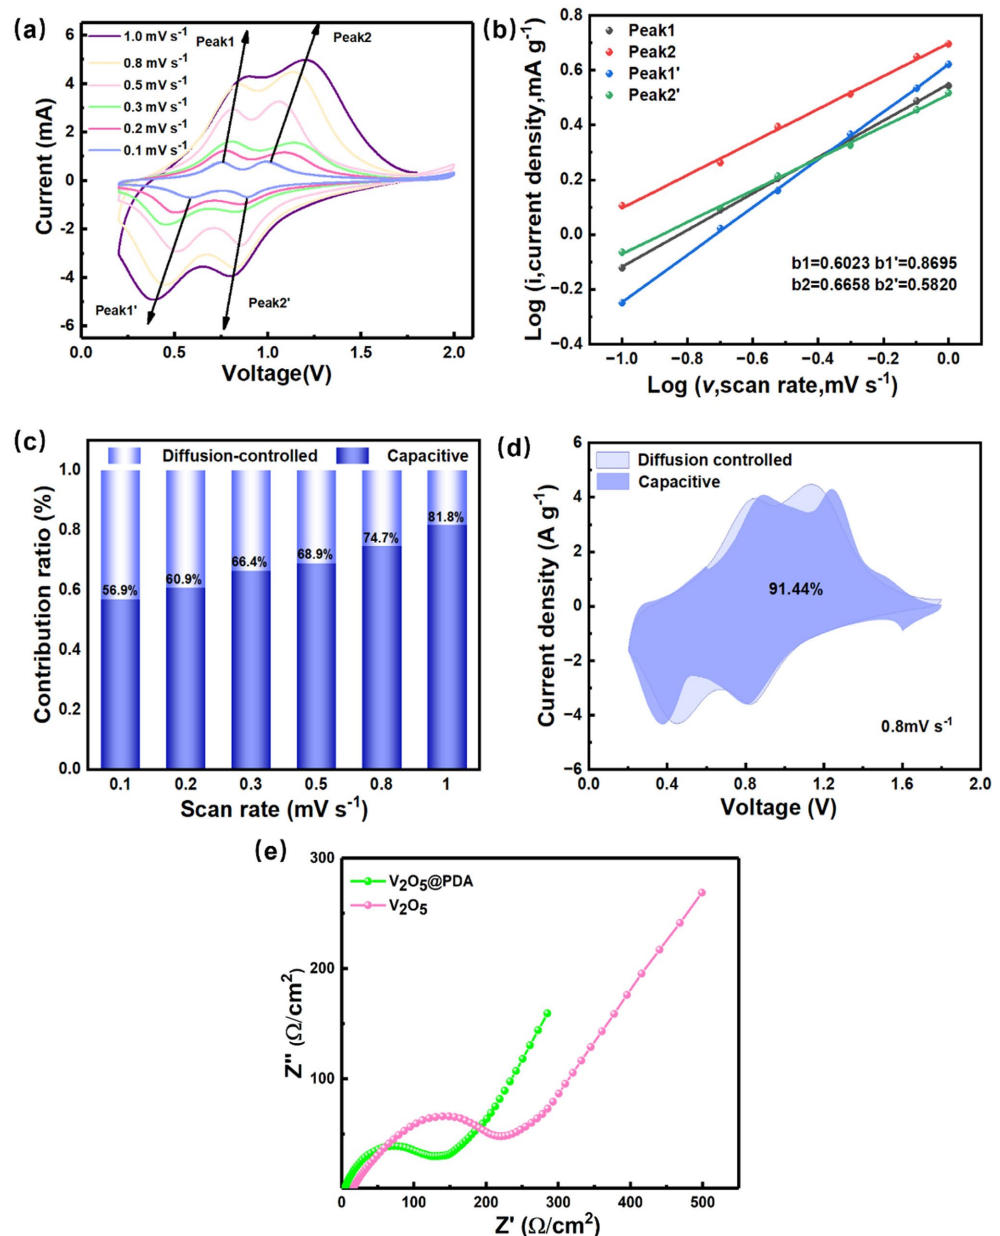 (a)
1.0 mV s⁻¹
0.8 mV s⁻¹
0.5 mV s⁻¹
0.3 mV s⁻¹
0.2 mV s⁻¹
0.1 mV s⁻¹
Peak1
Peak2
Peak1'
Peak2'
6
4
2
0
-2
-4
-6
Current (mA)
0.0 0.5 1.0 1.5 2.0
Voltage(V)
(b)
Peak1
Peak2
Peak1'
Peak2'
0.8
0.6
0.4
0.2
0.0
−0.2
−0.4
Log (i,current density,mA g⁻¹)
b1=0.6023 b1'=0.8695
b2=0.6658 b2'=0.5820
−1.0 −0.8 −0.6 −0.4 −0.2 0.0
Log (v,scan rate,mV s⁻¹)
(c)
Diffusion-controlled Capacitive
1.0
0.8
0.6
0.4
0.2
0.0
Contribution ratio (%)
56.9%
60.9%
66.4%
68.9%
74.7%
81.8%
0.1 0.2 0.3 0.5 0.8 1
Scan rate (mV s⁻¹)
(d)
Diffusion controlled
Capacitive
6
4
2
0
−2
−4
−6
Current density (A g⁻¹)
91.44%
0.8mV s⁻¹
0.0 0.4 0.8 1.2 1.6 2.0
Voltage (V)
(e)
V₂O₅@PDA
V₂O₅
300
200
100
Z'' (Ω/cm²)
0 100 200 300 400 500
Z' (Ω/cm²)